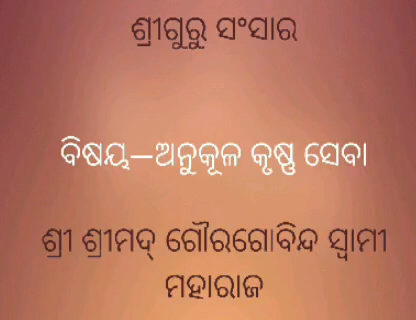 ଶ୍ରୀଗୁରୁ ସଂସାର
ବିଷୟ–ଅନୁକୂଳ କୃଷ୍ଣ ସେବା
ଶ୍ରୀ ଶ୍ରୀମଦ୍ ଗୌରଗୋବିନ୍ଦ ସ୍ୱାମୀ
ମହାରାଜ